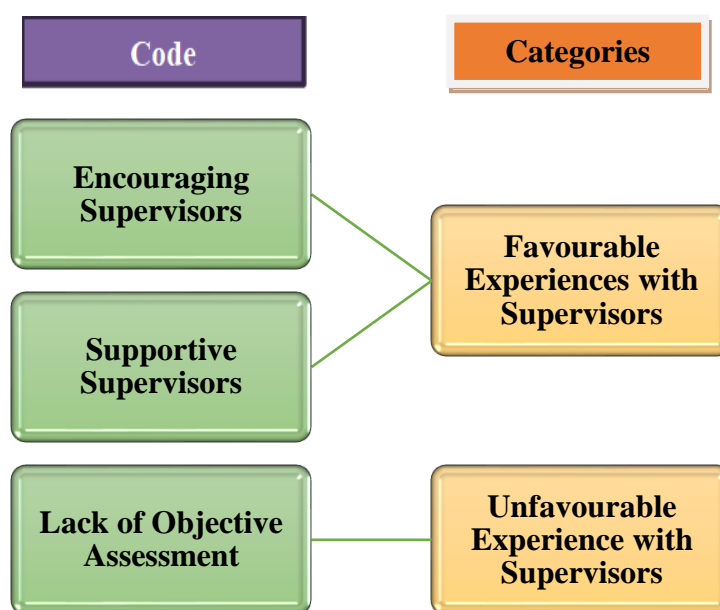 Code
Categories
Encouraging
Supervisors
Favourable
Experiences with
Supervisors
Supportive
Supervisors
Lack of Objective
Assessment
Unfavourable
Experience with
Supervisors